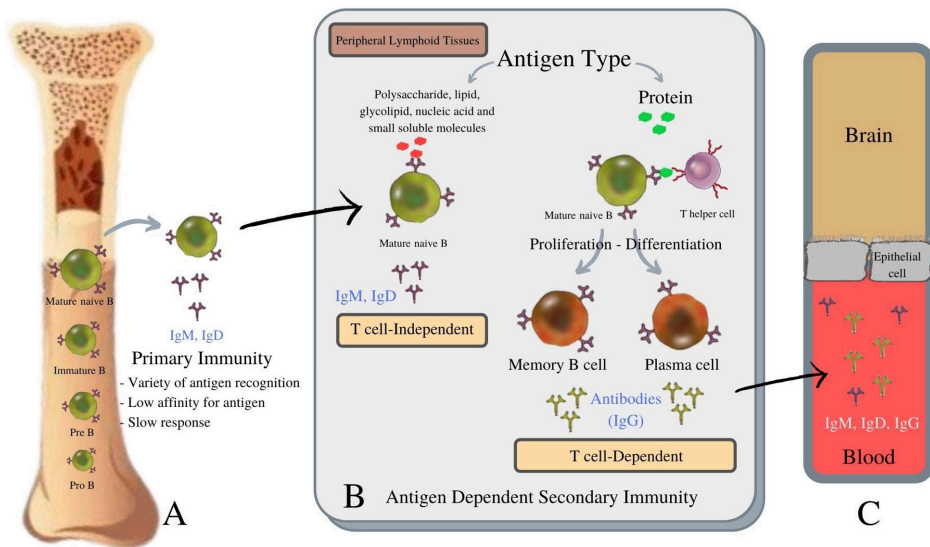 Mature naive B
Immature B
Pre B
Pro B
IgM, IgD
Primary Immunity
- Variety of antigen recognition
- Low affinity for antigen
- Slow response
A
Peripheral Lymphoid Tissues
Antigen Type
Polysaccharide, lipid,
glycolipid, nucleic acid and
small soluble molecules
Mature naive B
IgM, IgD
T cell-Independent
Protein
Mature naive B
T helper cell
Proliferation - Differentiation
Memory B cell
Plasma cell
Antibodies
(IgG)
T cell-Dependent
B
Antigen Dependent Secondary Immunity
Brain
Epithelial
cell
IgM, IgD, IgG
Blood
C